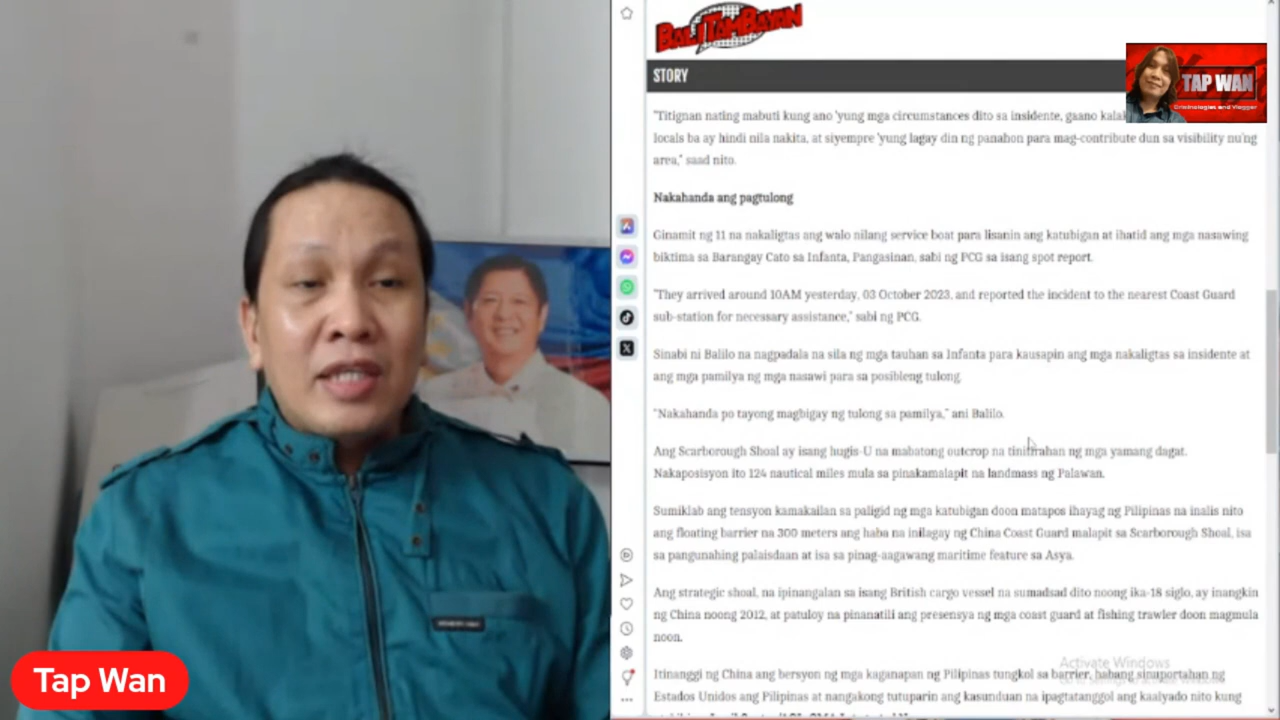 BALITAMBAYAN
STORY
TAP WAN
Criminologist and Vlogger
"Titignan nating mabuti kung ano 'yung mga circumstances dito sa insidente, gaano
locals ba ay hindi nila nakita, at siyempre 'yung lagay din ng panahon para mag-contribute dun sa visibility nu'ng
area," saad nito.
Nakahanda ang pagtulong
Ginamit ng 11 na nakaligtas ang walo nilang service boat para lisanin ang katubigan at ihatid ang mga nasawing
biktima sa Barangay Cato sa Infanta, Pangasinan, sabi ng PCG sa isang spot report.
"They arrived around 10AM yesterday, 03 October 2023, and reported the incident to the nearest Coast Guard
sub-station for necessary assistance," sabi ng PCG.
Sinabi ni Balilo na nagpadala na sila ng mga tauhan sa Infanta para kausapin ang mga nakaligtas sa insidente at
ang mga pamilya ng mga nasawi para sa posibleng tulong.
"Nakahanda po tayong magbigay ng tulong sa pamilya," ani Balilo.
Ang Scarborough Shoal ay isang hugis-U na mabatong outcrop na tinitirahan ng mga yamang dagat.
Nakaposisyon ito 124 nautical miles mula sa pinakamalapit na landmass ng Palawan.
Sumiklab ang tensyon kamakailan sa paligid ng mga katubigan doon matapos ihayag ng Pilipinas na inalis nito
ang floating barrier na 300 meters ang haba na inilagay ng China Coast Guard malapit sa Scarborough Shoal, isa
sa pangunahing palaisdaan at isa sa pinag-aagawang maritime feature sa Asya.
Ang strategic shoal, na ipinangalan sa isang British cargo vessel na sumadsad dito noong ika-18 siglo, ay inangkin
ng China noong 2012, at patuloy na pinanatili ang presensya ng mga coast guard at fishing trawler doon magmula
noon.
Activate Windows
Itinanggi ng China ang bersyon ng mga kaganapan ng Pilipinas tungkol sa barrier, habang sinuportahan ng
Estados Unidos ang Pilipinas at nangakong tutuparin ang kasunduan na ipagtatanggol ang kaalyado nito kung
Tap Wan